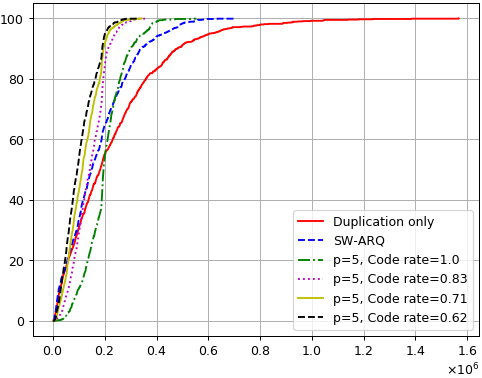 100
80
60
40
20
0
Duplication only
SW-ARQ
p=5, Code rate=1.0
p=5, Code rate=0.83
p=5, Code rate=0.71
p=5, Code rate=0.62
0.0 0.2 0.4 0.6 0.8 1.0 1.2 1.4 1.6
×10⁶